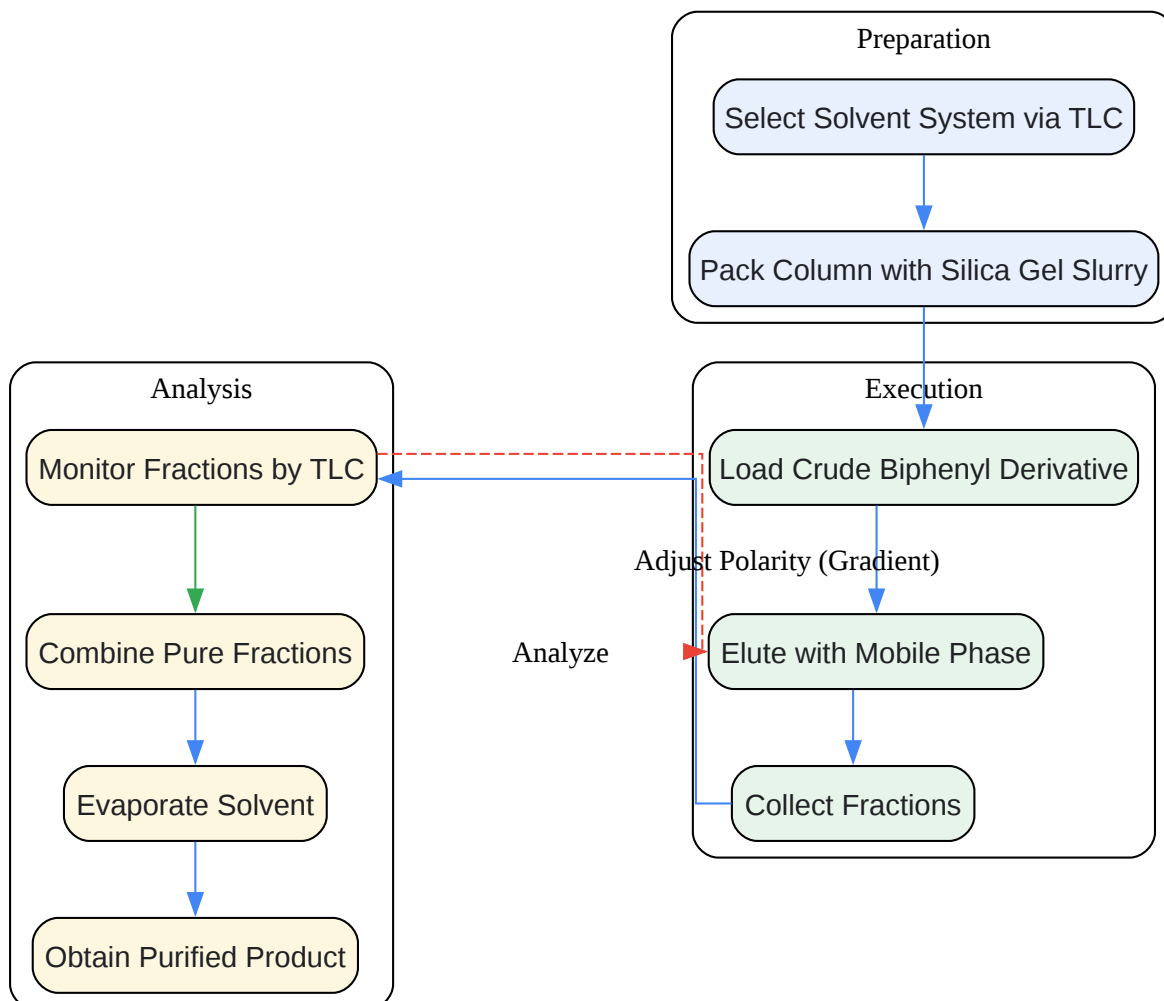 Preparation
Select Solvent System via TLC
Pack Column with Silica Gel Slurry
Analysis
Execution
Monitor Fractions by TLC
Load Crude Biphenyl Derivative
Adjust Polarity (Gradient)
Combine Pure Fractions
Analyze
Elute with Mobile Phase
Evaporate Solvent
Collect Fractions
Obtain Purified Product